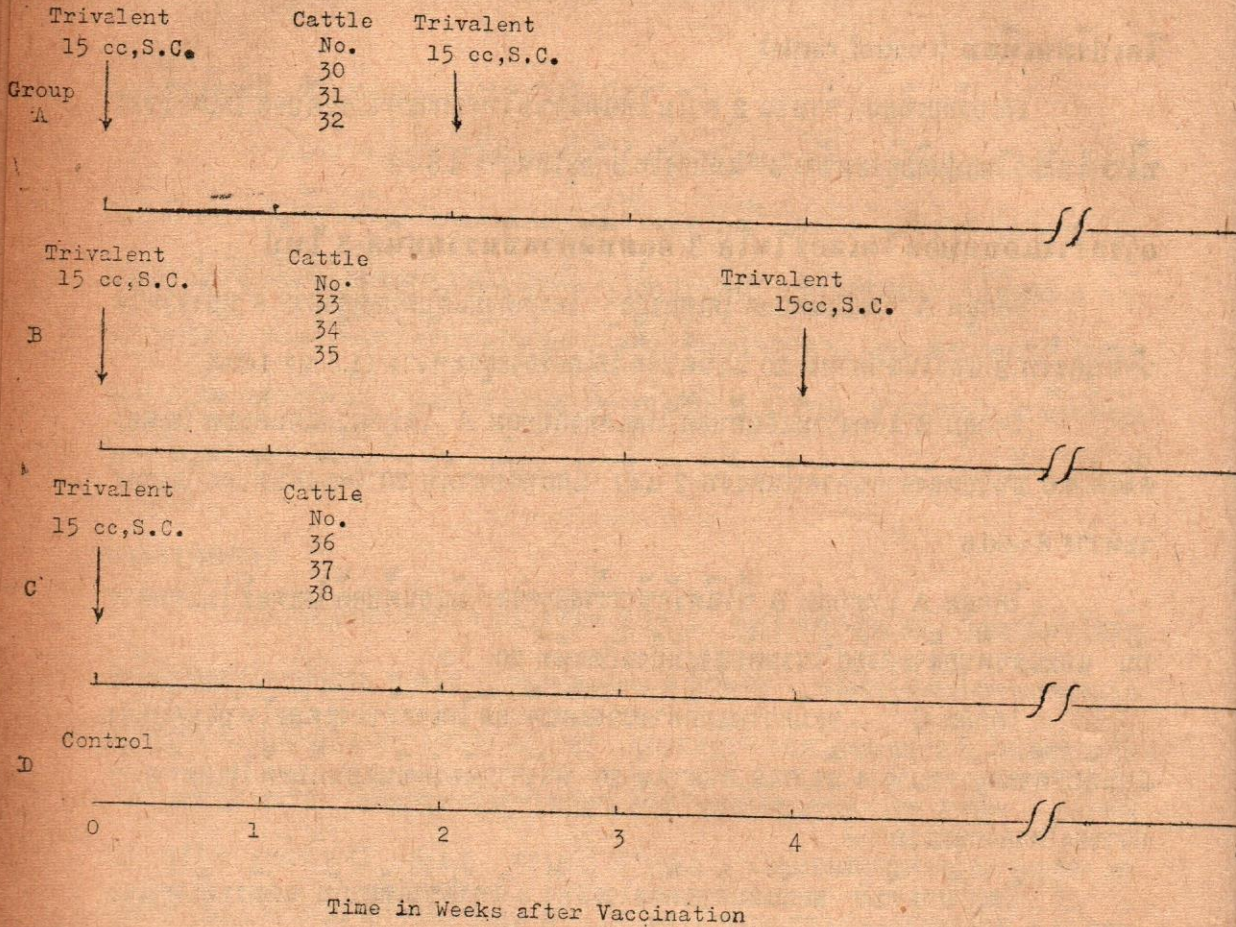 Trivalent
15 cc,S.C.
Cattle
No.
30
31
32
Trivalent
15 cc,S.C.
Group
A
Trivalent
15 cc,S.C.
Cattle
No.
33
34
35
Trivalent
15cc,S.C.
B
Trivalent
15 cc,S.C.
Cattle
No.
36
37
38
C
Control
D
0 1 2 3 4
Time in Weeks after Vaccination